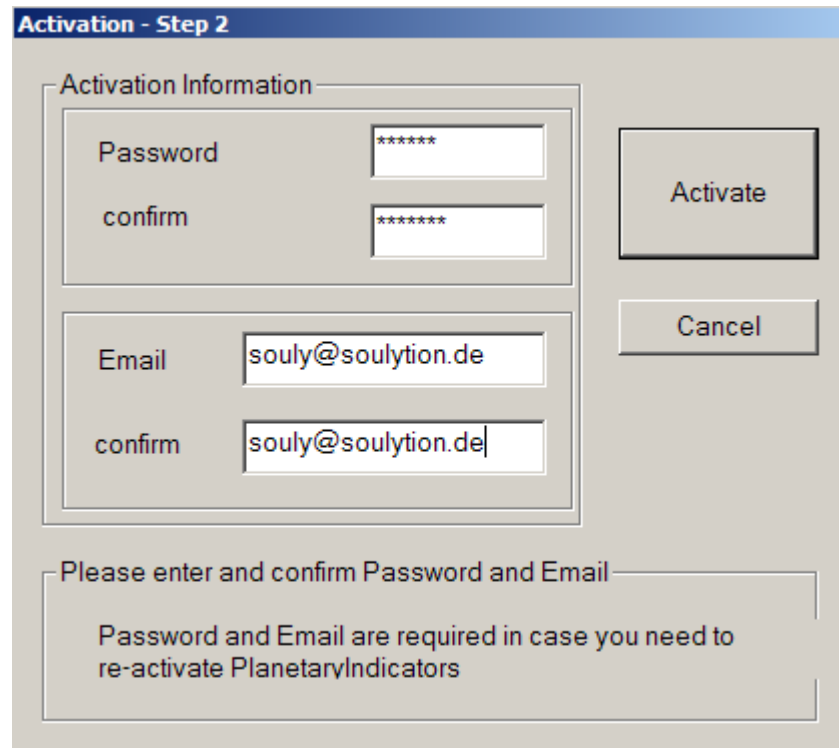 Activation - Step 2
Activation Information
Password ******
confirm *******
Activate
Email souly@soulytion.de
confirm souly@soulytion.de
Cancel
Please enter and confirm Password and Email
Password and Email are required in case you need to
re-activate PlanetaryIndicators